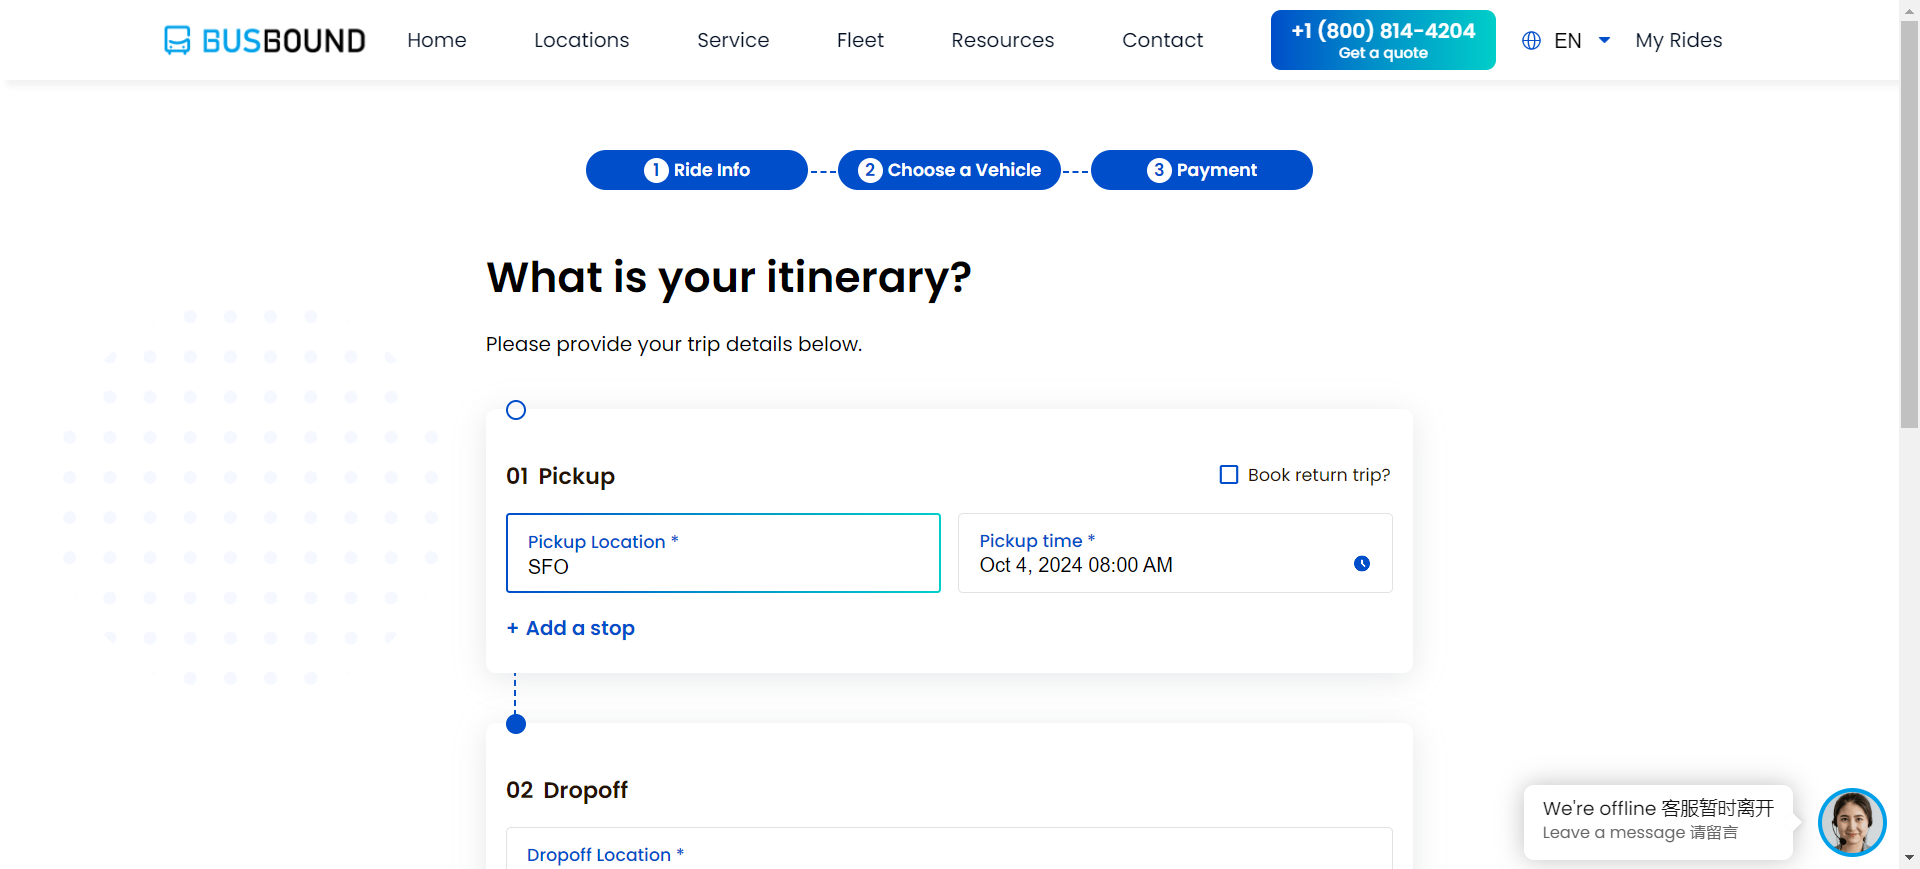 BUSBOUND
Home
Locations
Service
Fleet
Resources
Contact
+1 (800) 814-4204
Get a quote
EN
My Rides
1 Ride Info
2 Choose a Vehicle
3 Payment
What is your itinerary?
Please provide your trip details below.
01 Pickup
Book return trip?
Pickup Location *
SFO
Pickup time *
Oct 4, 2024 08:00 AM
+ Add a stop
02 Dropoff
Dropoff Location *
We're offline 客服暂时离开
Leave a message 请留言